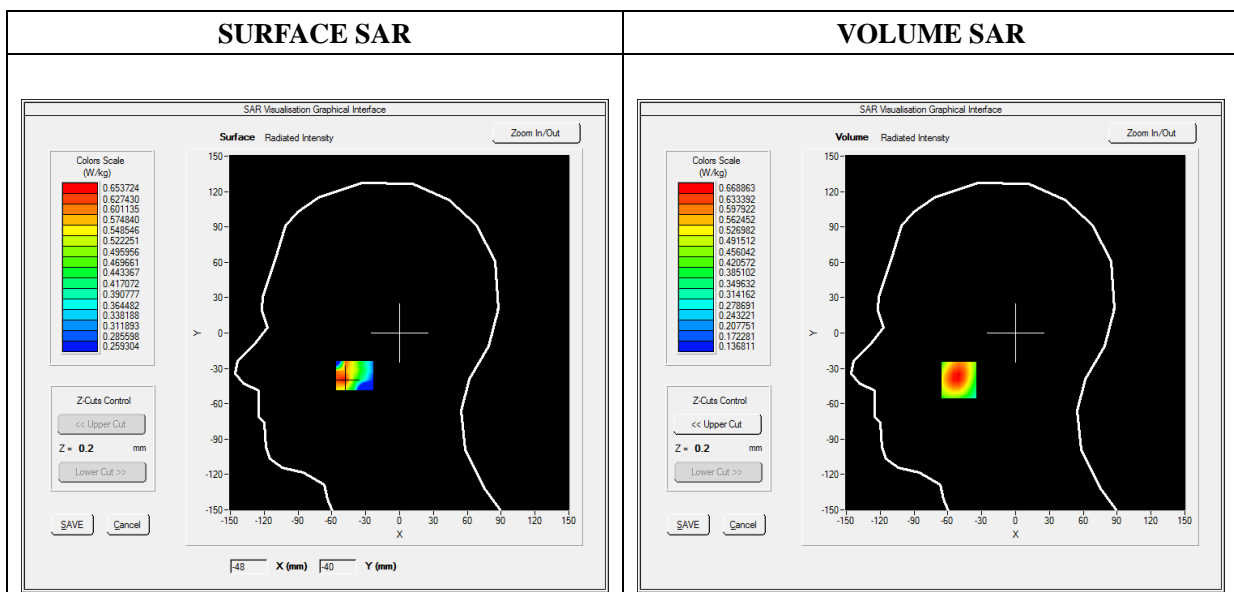 SURFACE SAR
VOLUME SAR
SAR Visualisation Graphical Interface
Surface Radiated Intensity
Zoom In/Out
Colors Scale
(W/kg)
0.653724
0.627430
0.601135
0.574840
0.548546
0.522251
0.495956
0.469661
0.443367
0.417072
0.390777
0.364482
0.338188
0.311893
0.285598
0.259304
Z-Cuts Control
<< Upper Cut
Z = 0.2 mm
Lower Cut >>
SAVE Cancel
150
120
90
60
30
0
-30
-60
-90
-120
-150
Y
-150 -120 -90 -60 -30 0 30 60 90 120 150
X
-48 X (mm) -40 Y (mm)
SAR Visualisation Graphical Interface
Volume Radiated Intensity
Zoom In/Out
Colors Scale
(W/kg)
0.668863
0.633392
0.597922
0.562452
0.526982
0.491512
0.456042
0.420572
0.385102
0.349632
0.314162
0.278691
0.243221
0.207751
0.172281
0.136811
Z-Cuts Control
<< Upper Cut
Z = 0.2 mm
Lower Cut >>
SAVE Cancel
150
120
90
60
30
0
-30
-60
-90
-120
-150
Y
-150 -120 -90 -60 -30 0 30 60 90 120 150
X